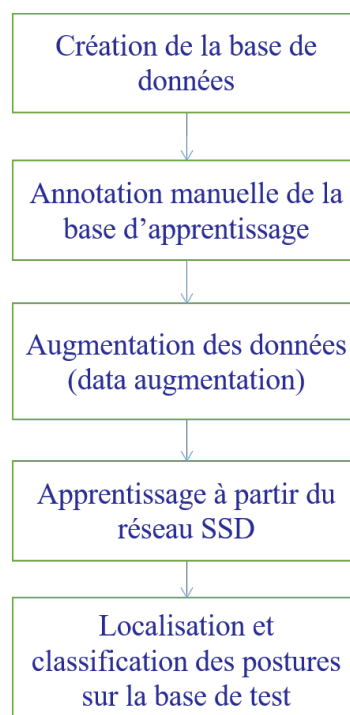 Création de la base de
données
Annotation manuelle de la
base d’apprentissage
Augmentation des données
(data augmentation)
Apprentissage à partir du
réseau SSD
Localisation et
classification des postures
sur la base de test